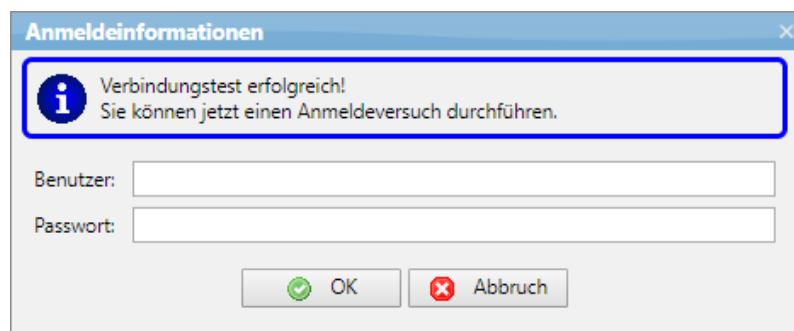 Anmeldeinformationen
Verbindungstest erfolgreich!
Sie können jetzt einen Anmeldeversuch durchführen.
Benutzer:
Passwort:
OK
Abbruch